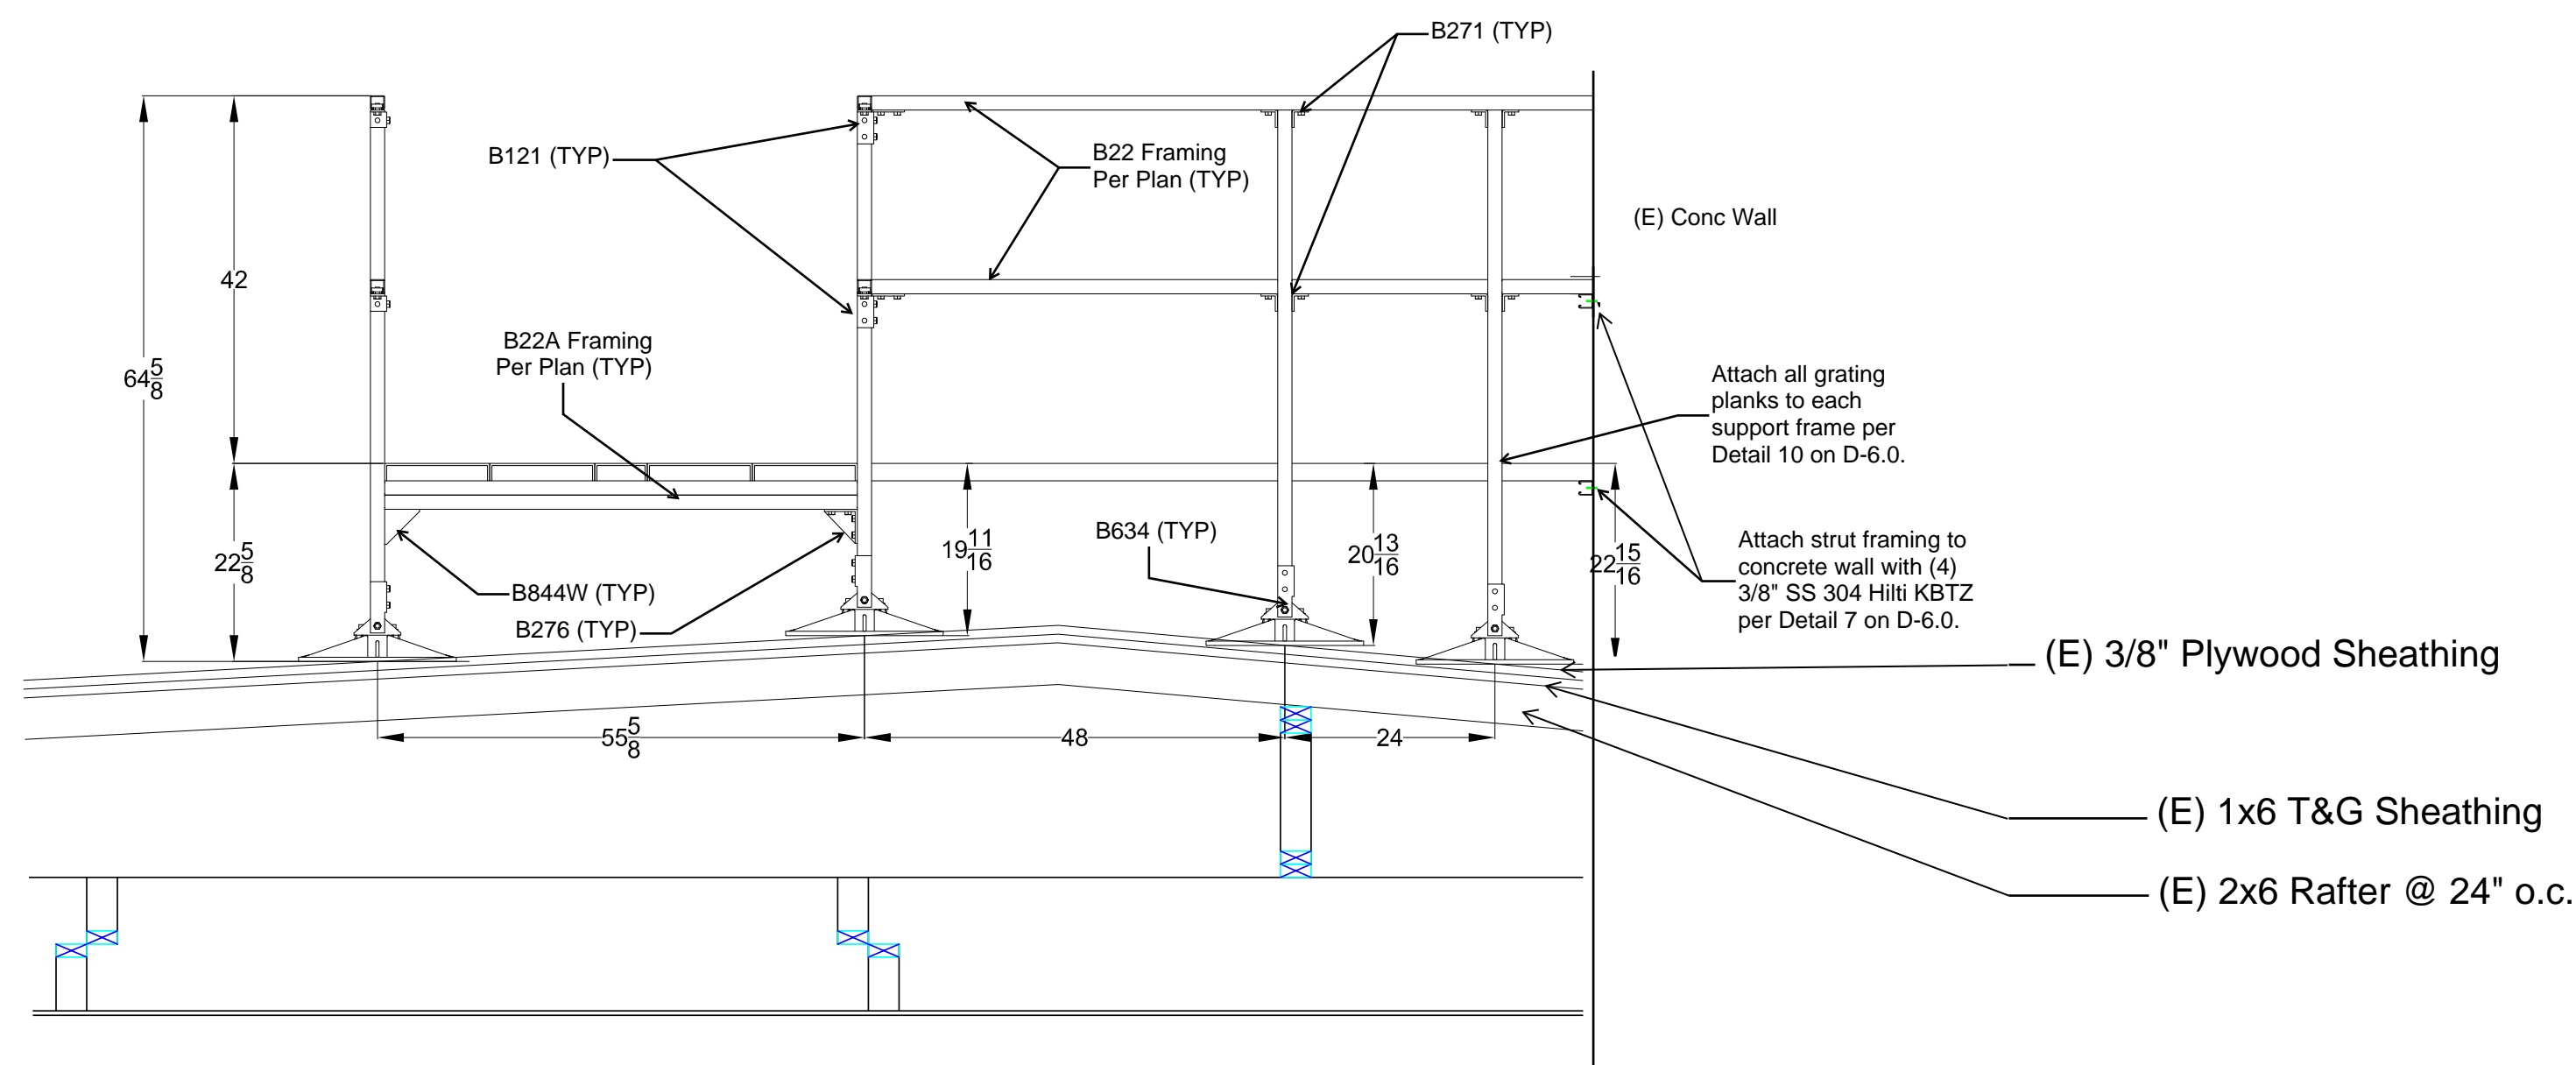 B271 (TYP)
B121 (TYP)
B22 Framing
Per Plan (TYP)
(E) Conc Wall
42
B22A Framing
Per Plan (TYP)
64 5/8
Attach all grating
planks to each
support frame per
Detail 10 on D-6.0.
22 5/8
19 11/16
B634 (TYP)
20 13/16
22 15/16
Attach strut framing to
concrete wall with (4)
3/8" SS 304 Hilti KBTZ
per Detail 7 on D-6.0.
B844W (TYP)
B276 (TYP)
(E) 3/8" Plywood Sheathing
55 5/8
48
24
(E) 1x6 T&G Sheathing
(E) 2x6 Rafter @ 24" o.c.